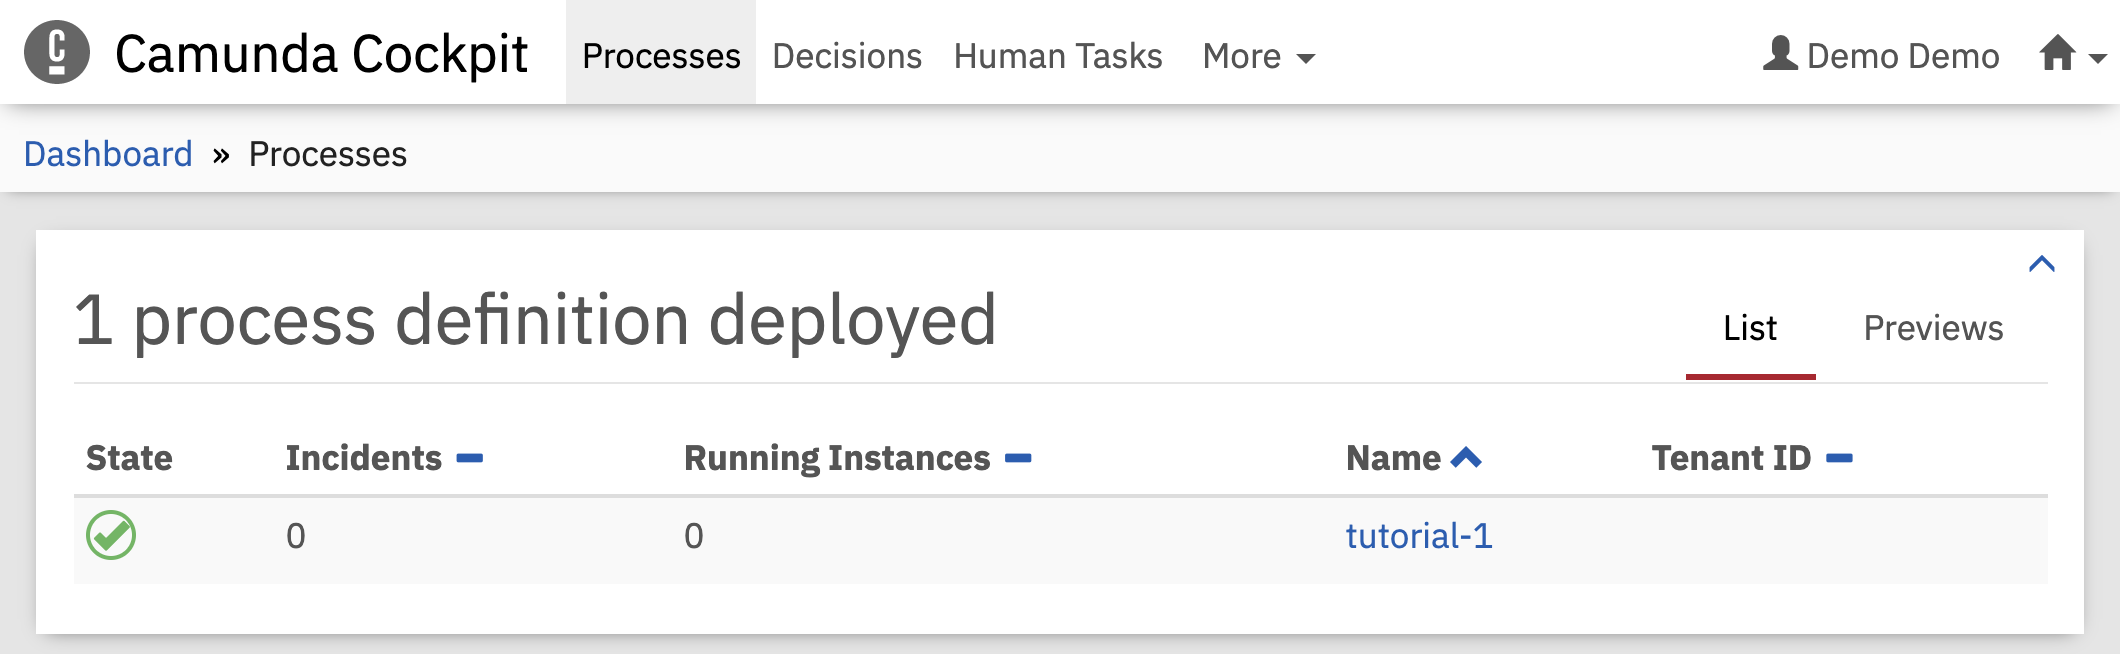 Camunda Cockpit Processes Decisions Human Tasks More Demo Demo
Dashboard » Processes
1 process definition deployed List Previews
State Incidents Running Instances Name Tenant ID
0 0 tutorial-1